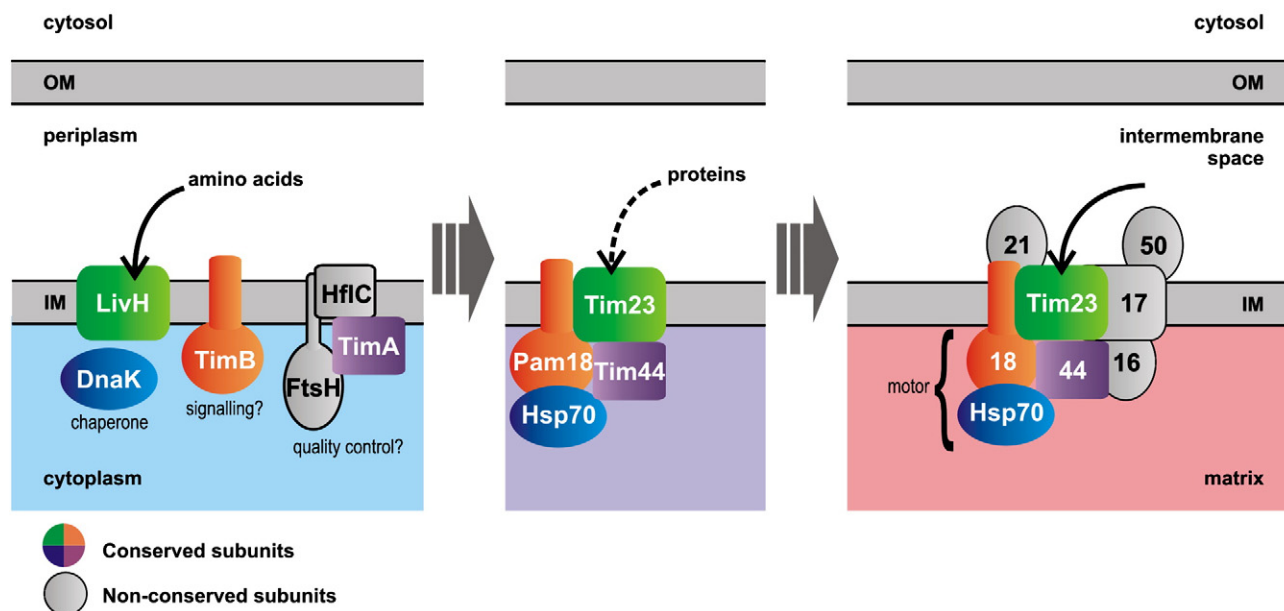 cytosol
OM
periplasm
amino acids
IM
LivH
HflC
TimB
TimA
DnaK
FtsH
chaperone
signalling?
quality control?
cytoplasm
proteins
Tim23
Pam18
Tim44
Hsp70
cytosol
OM
intermembrane
space
21
50
Tim23
17
IM
18
44
16
motor
Hsp70
matrix
Conserved subunits
Non-conserved subunits